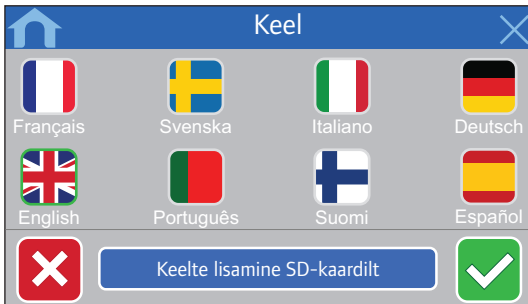 Keel
Français Svenska Italiano Deutsch
English Português Suomi Español
Keelte lisamine SD-kaardilt